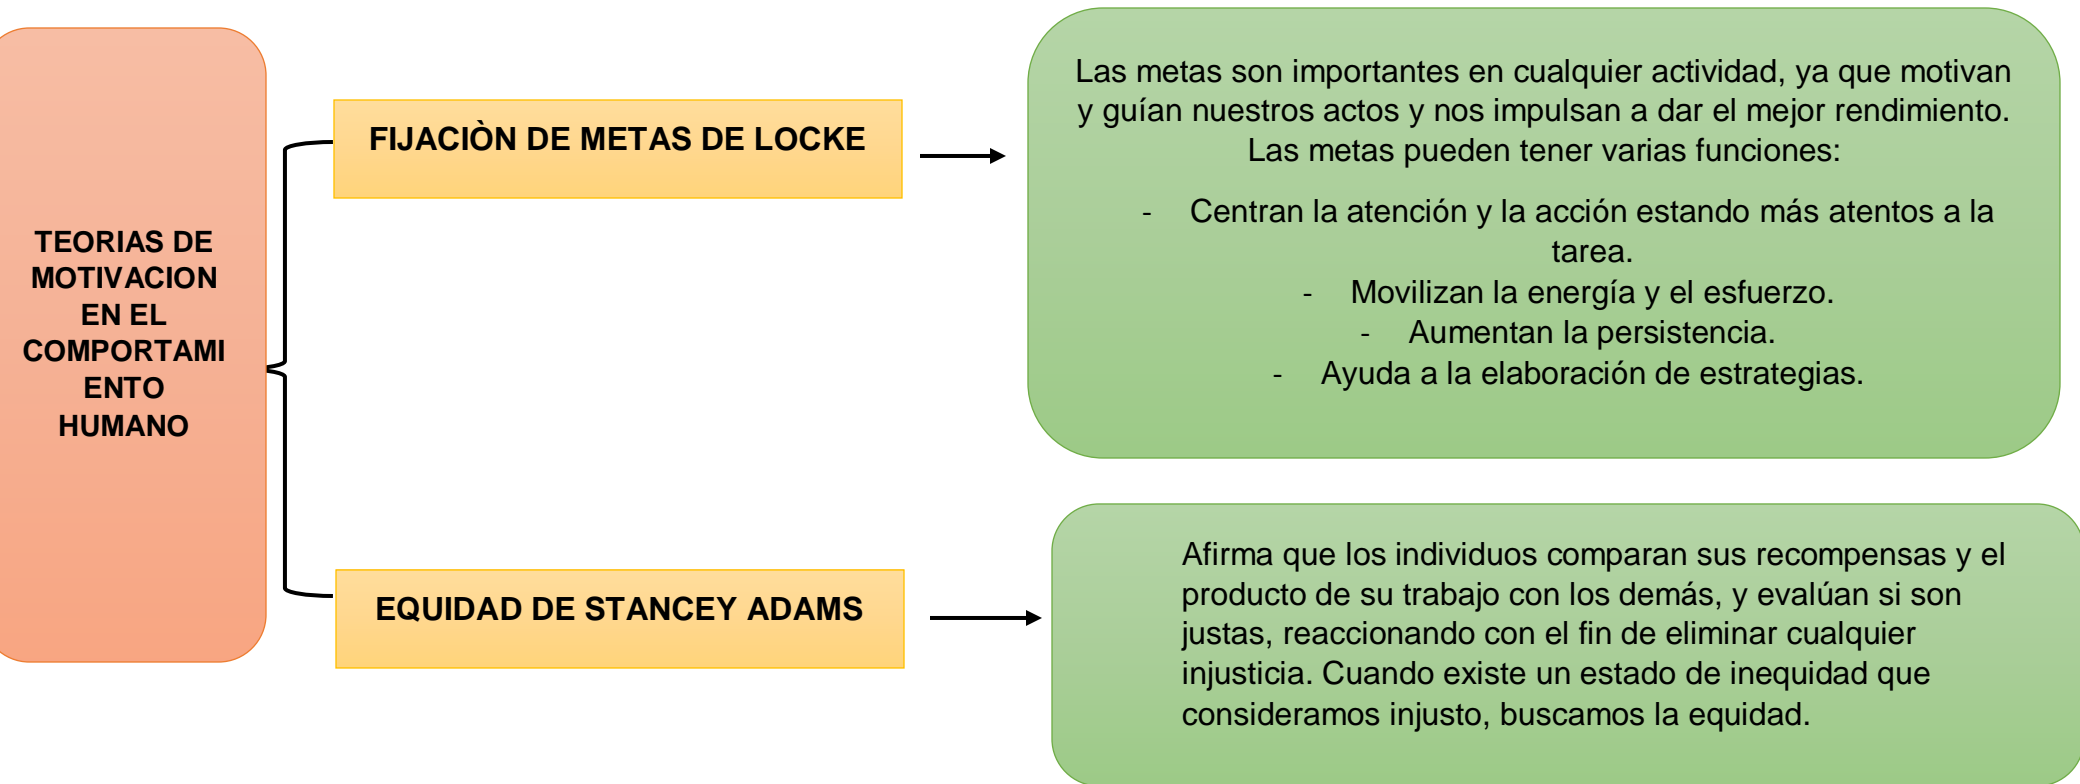 TEORIAS DE
MOTIVACION
EN EL
COMPORTAMI
ENTO
HUMANO
FIJACIÒN DE METAS DE LOCKE
Las metas son importantes en cualquier actividad, ya que motivan
y guían nuestros actos y nos impulsan a dar el mejor rendimiento.
Las metas pueden tener varias funciones:
- Centran la atención y la acción estando más atentos a la
tarea.
- Movilizan la energía y el esfuerzo.
- Aumentan la persistencia.
- Ayuda a la elaboración de estrategias.
EQUIDAD DE STANCEY ADAMS
Afirma que los individuos comparan sus recompensas y el
producto de su trabajo con los demás, y evalúan si son
justas, reaccionando con el fin de eliminar cualquier
injusticia. Cuando existe un estado de inequidad que
consideramos injusto, buscamos la equidad.